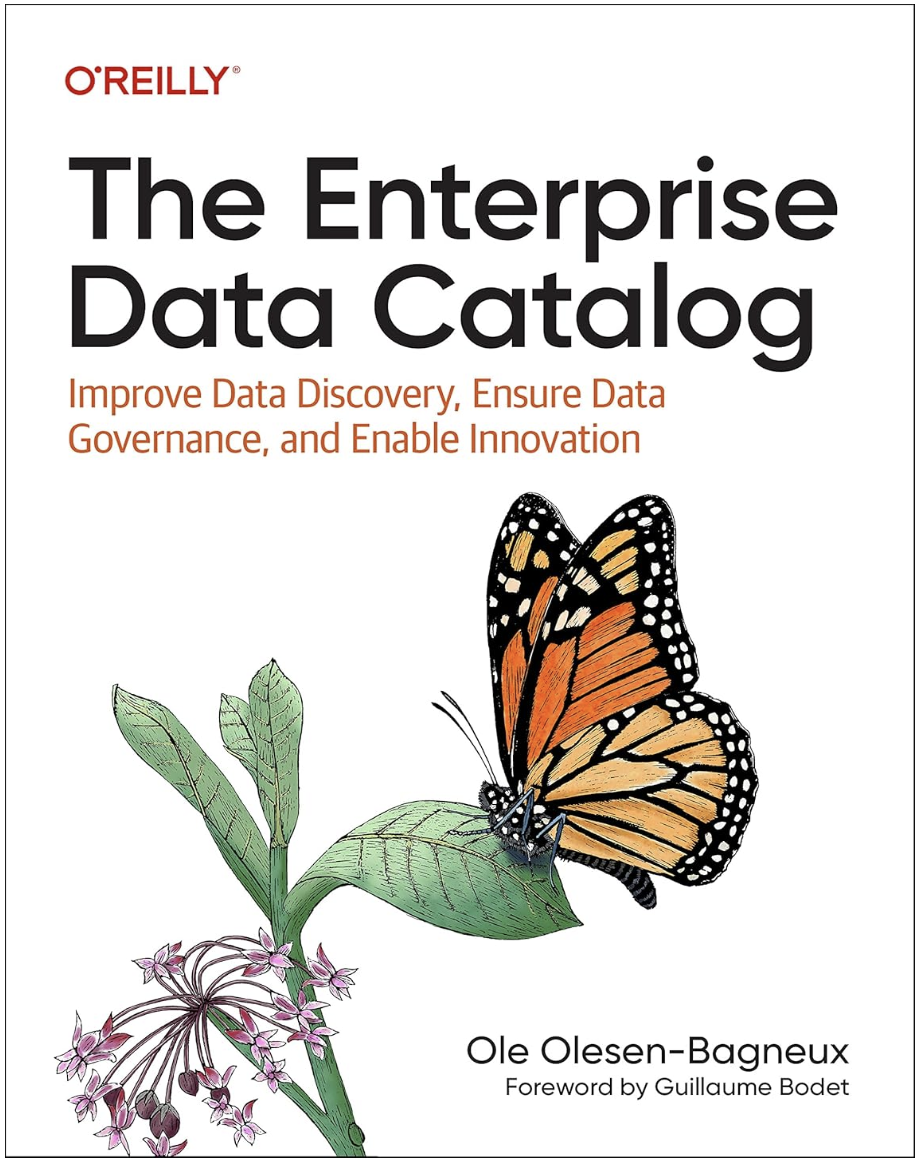 O'REILLY®
The Enterprise
Data Catalog
Improve Data Discovery, Ensure Data
Governance, and Enable Innovation
Ole Olesen-Bagneux
Foreword by Guillaume Bodet